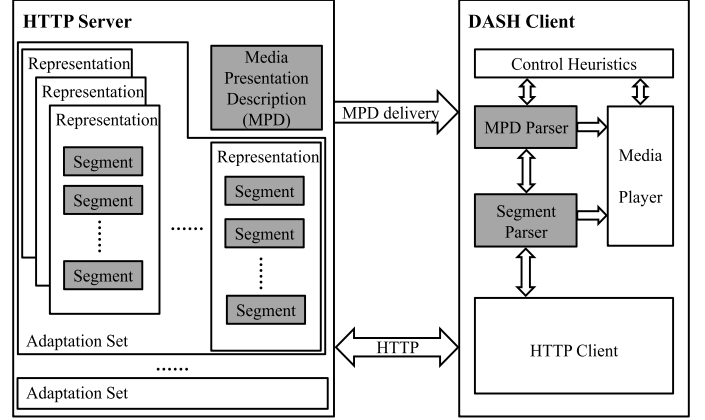 HTTP Server
Representation
Representation
Representation
Segment
Segment
Segment
Media
Presentation
Description
(MPD)
Representation
Segment
Segment
Segment
Adaptation Set
Adaptation Set
MPD delivery
HTTP
DASH Client
Control Heuristics
MPD Parser
Segment
Parser
Media
Player
HTTP Client